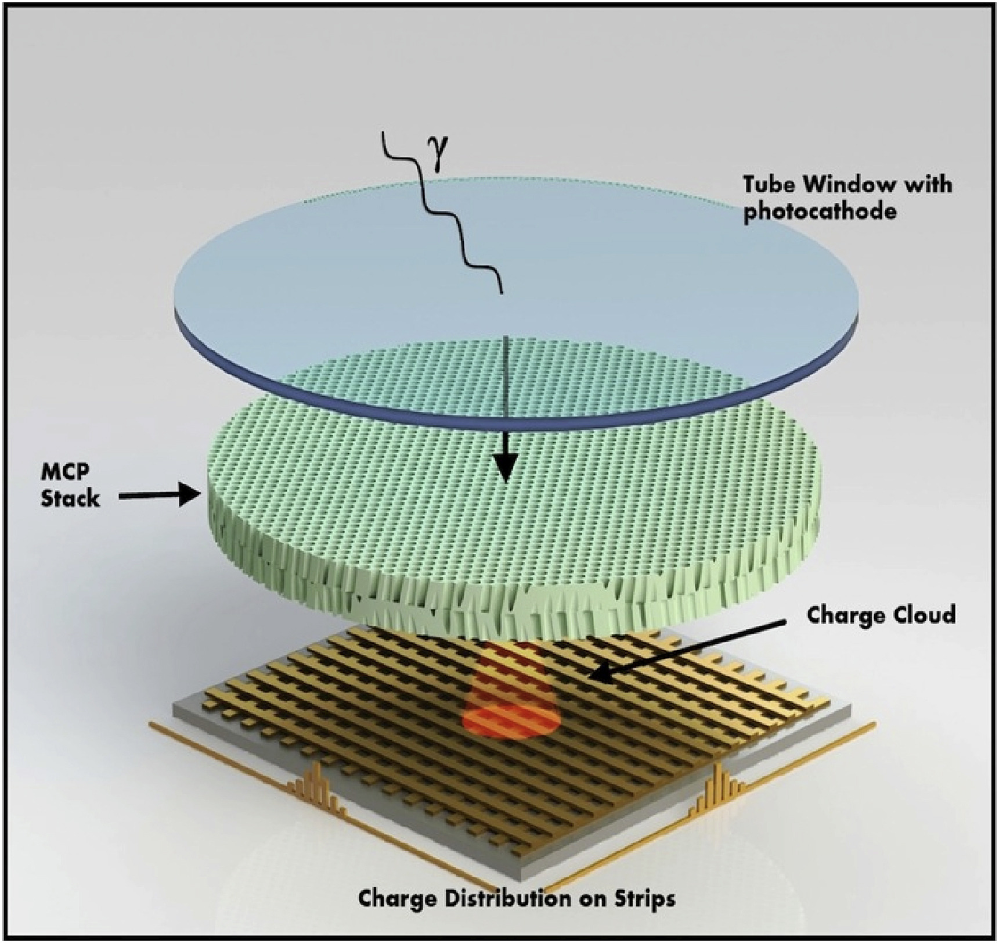 γ
Tube Window with
photocathode
MCP
Stack
Charge Cloud
Charge Distribution on Strips